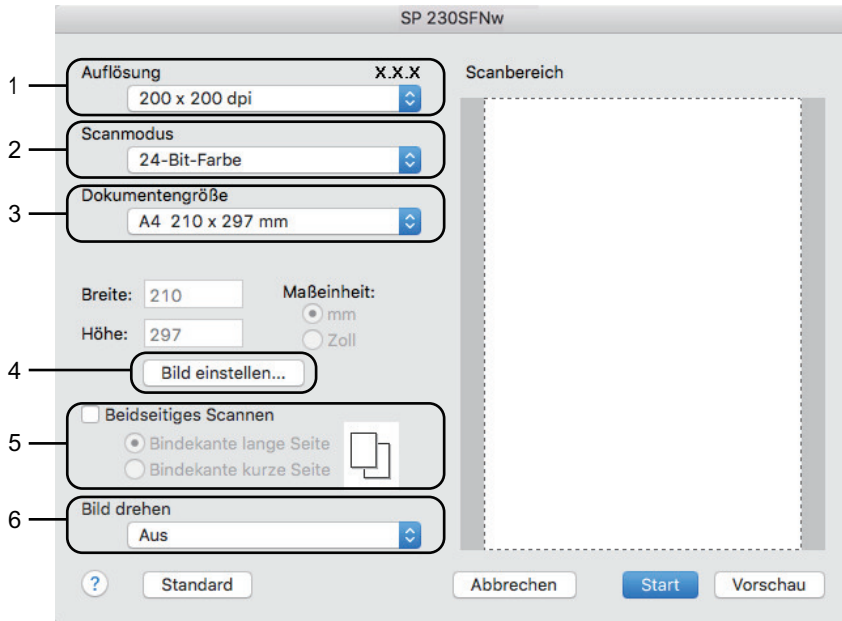 SP 230SFNw
1
Auflösung X.X.X
200 x 200 dpi
2
Scanmodus
24-Bit-Farbe
3
Dokumentengröße
A4 210 x 297 mm
Breite: 210
Höhe: 297
Maßeinheit:
mm
Zoll
4
Bild einstellen...
5
Beidseitiges Scannen
Bindekante lange Seite
Bindekante kurze Seite
6
Bild drehen
Aus
?
Standard
Scanbereich
Abbrechen
Start
Vorschau